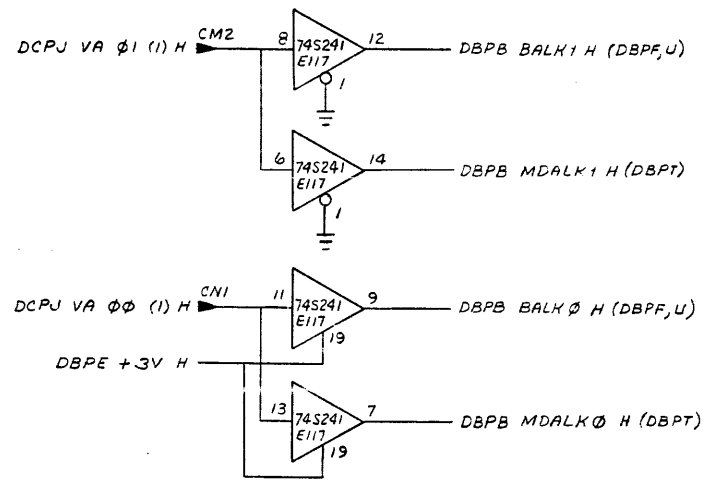 DCPJ VA Ø1 (1) H CM2 8 74S241 E117 12 DBPB BALK1 H (DBPF,U)
1
6 74S241 E117 14 DBPB MDALK1 H (DBPT)
1
DCPJ VA ØØ (1) H CN1 11 74S241 E117 9 DBPB BALKØ H (DBPF,U)
19
DBPE +3V H
13 74S241 E117 7 DBPB MDALKØ H (DBPT)
19